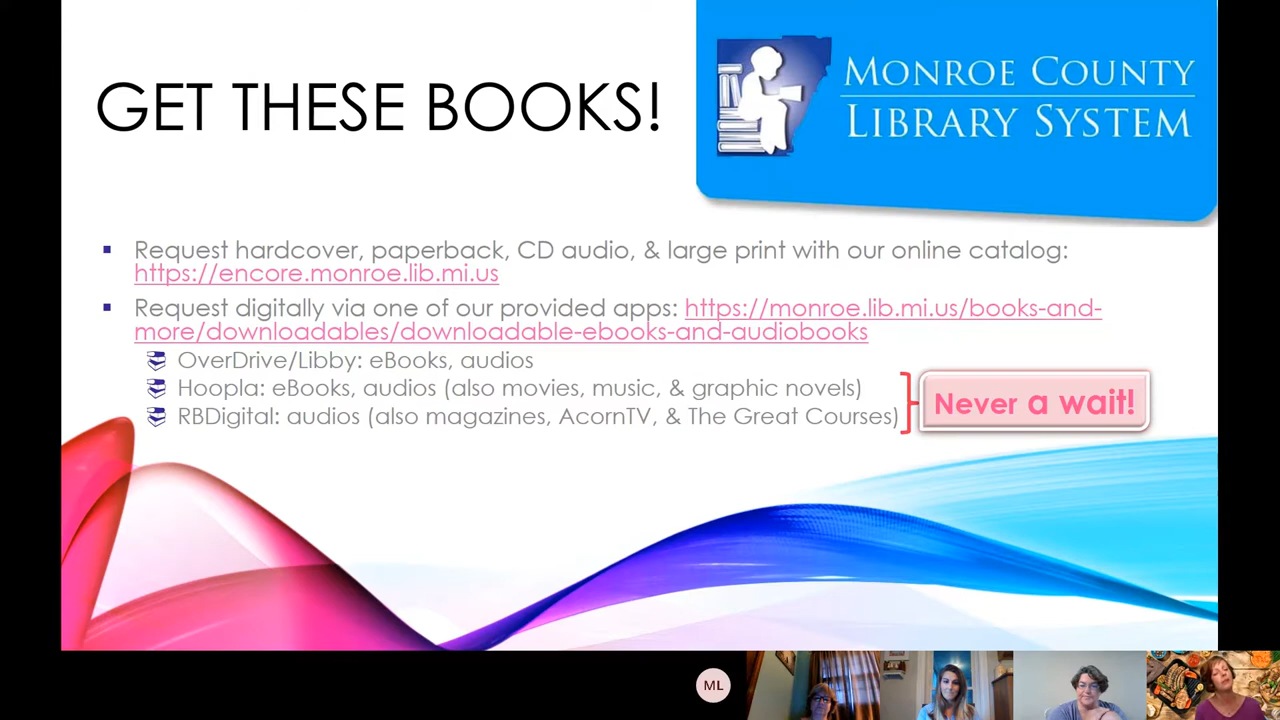 GET THESE BOOKS!
MONROE COUNTY
LIBRARY SYSTEM
Request hardcover, paperback, CD audio, & large print with our online catalog:
https://encore.monroe.lib.mi.us
Request digitally via one of our provided apps: https://monroe.lib.mi.us/books-and-
more/downloadables/downloadable-ebooks-and-audiobooks
OverDrive/Libby: eBooks, audios
Hoopla: eBooks, audios (also movies, music, & graphic novels)
RBDigital: audios (also magazines, AcornTV, & The Great Courses)
Never a wait!
ML